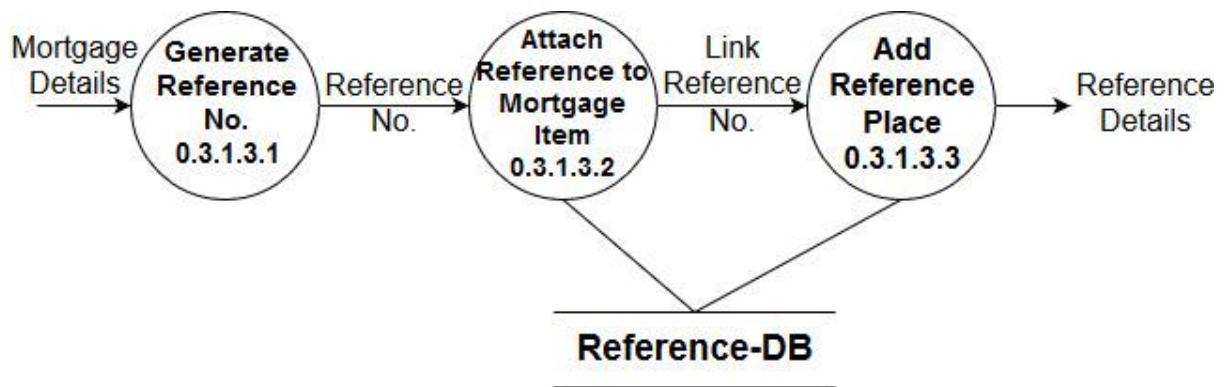 Mortgage
Details
Generate
Reference
No.
0.3.1.3.1
Reference
No.
Attach
Reference to
Mortgage
Item
0.3.1.3.2
Link
Reference
No.
Add
Reference
Place
0.3.1.3.3
Reference
Details
Reference-DB